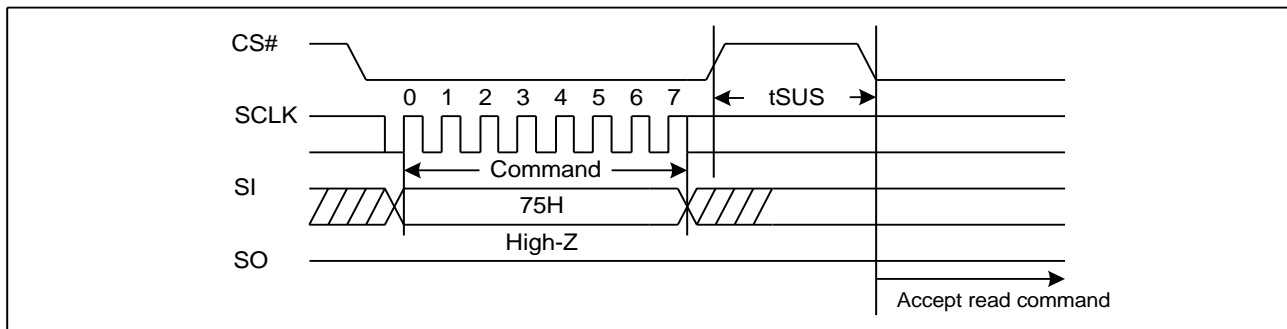 CS#
tSUS
0 1 2 3 4 5 6 7
SCLK
Command
SI
75H
High-Z
SO
Accept read command